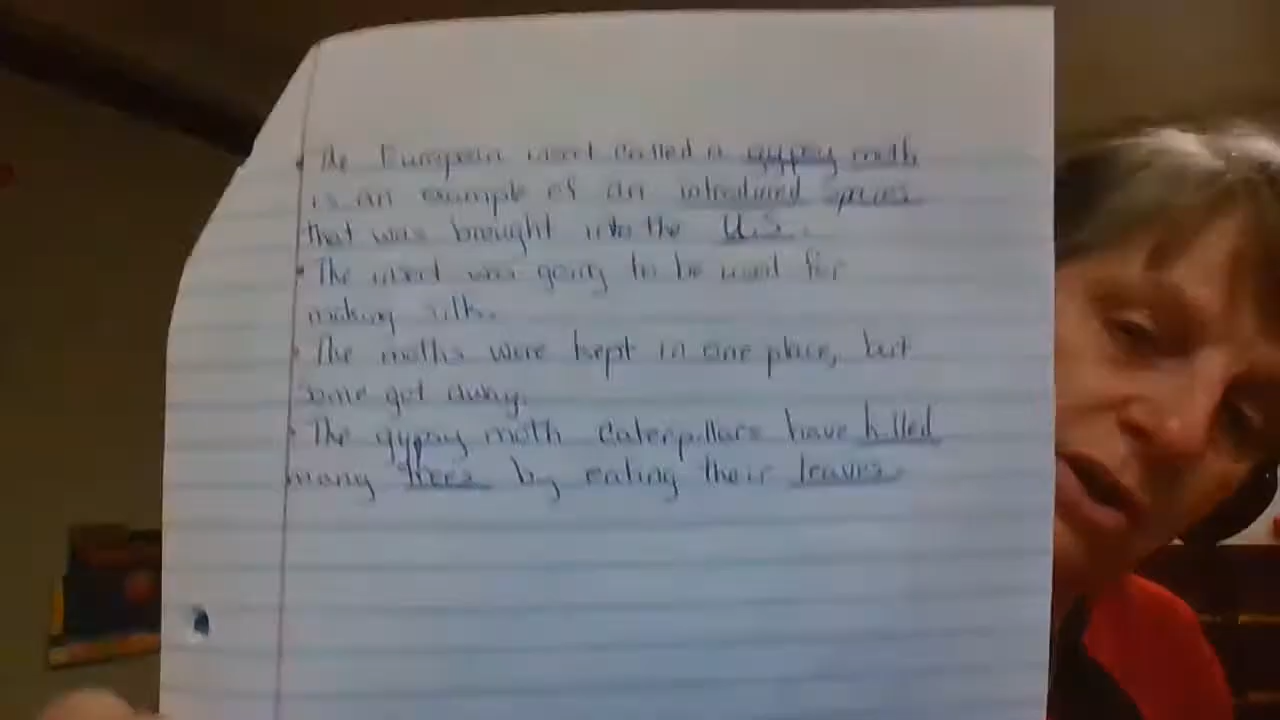 • The European insect called a gypsy moth
is an example of an introduced species
that was brought into the U.S.
• The insect was going to be used for
making silk.
• The moths were kept in one place, but
some got away.
• The gypsy moth caterpillars have killed
many trees by eating their leaves.